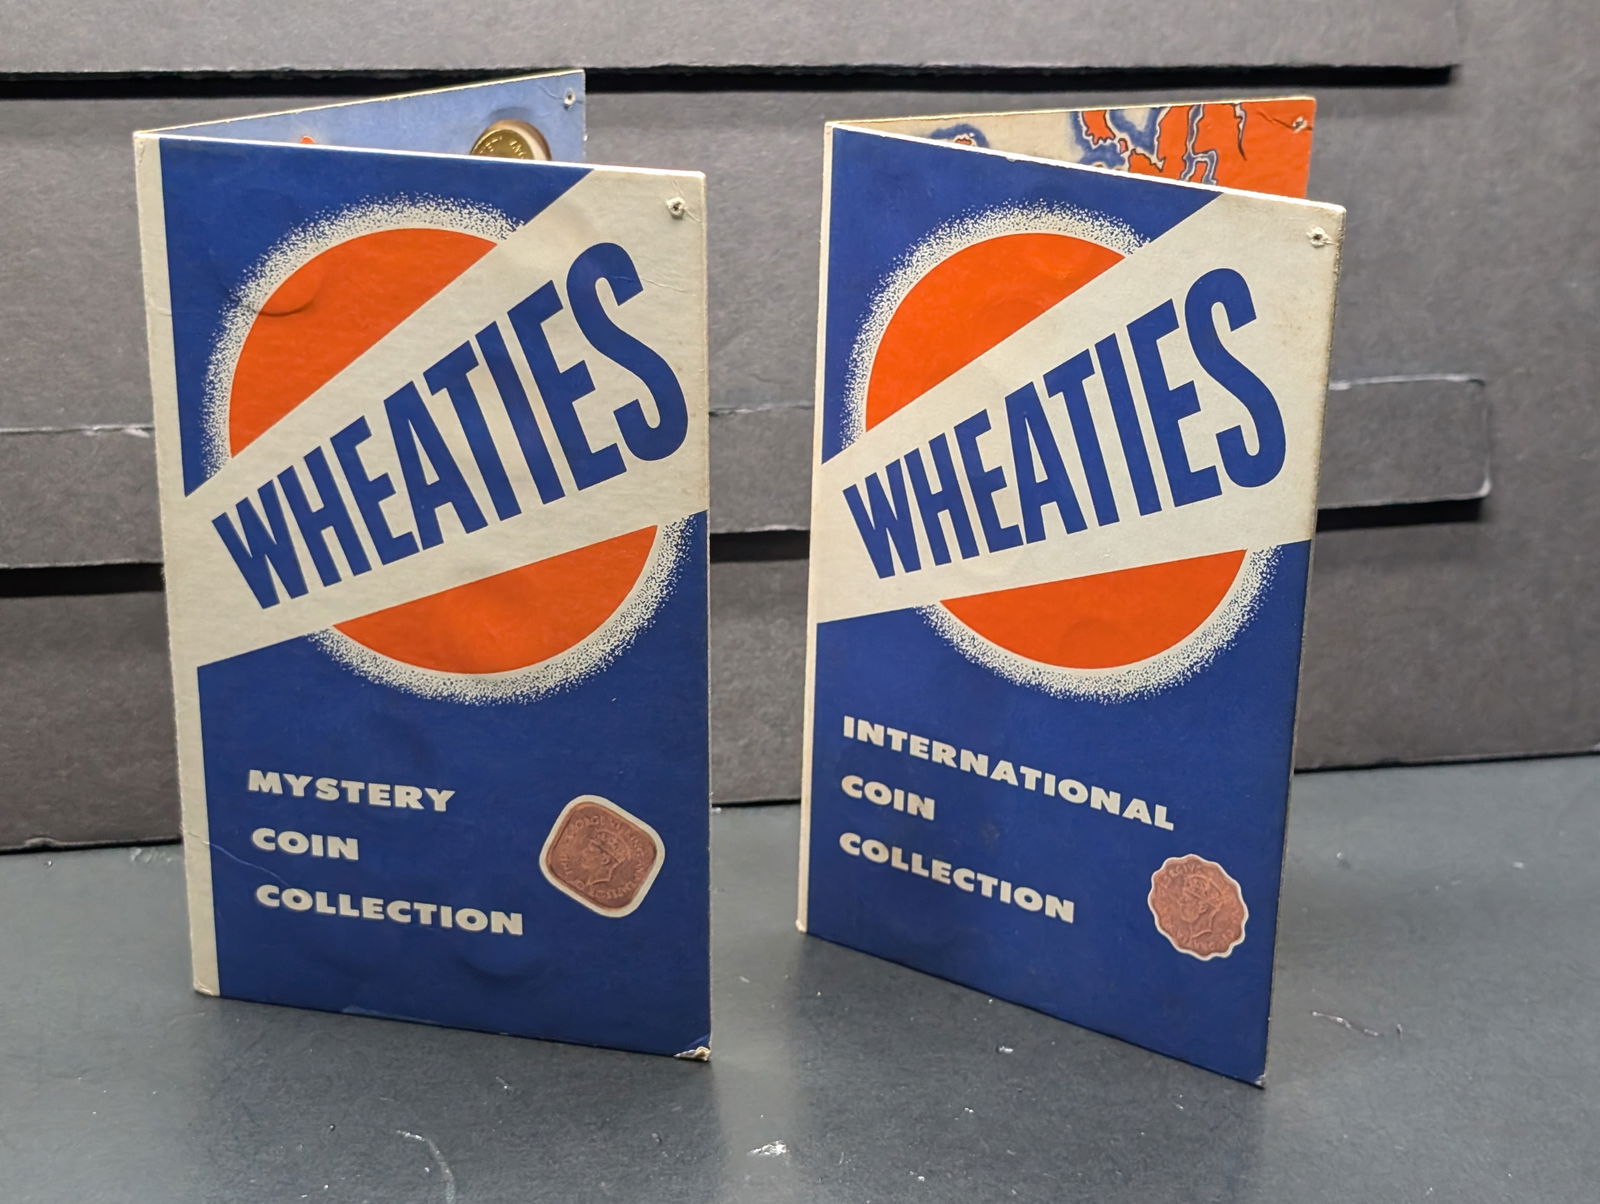 WHEATIES
MYSTERY
COIN
COLLECTION
WHEATIES
INTERNATIONAL
COIN
COLLECTION